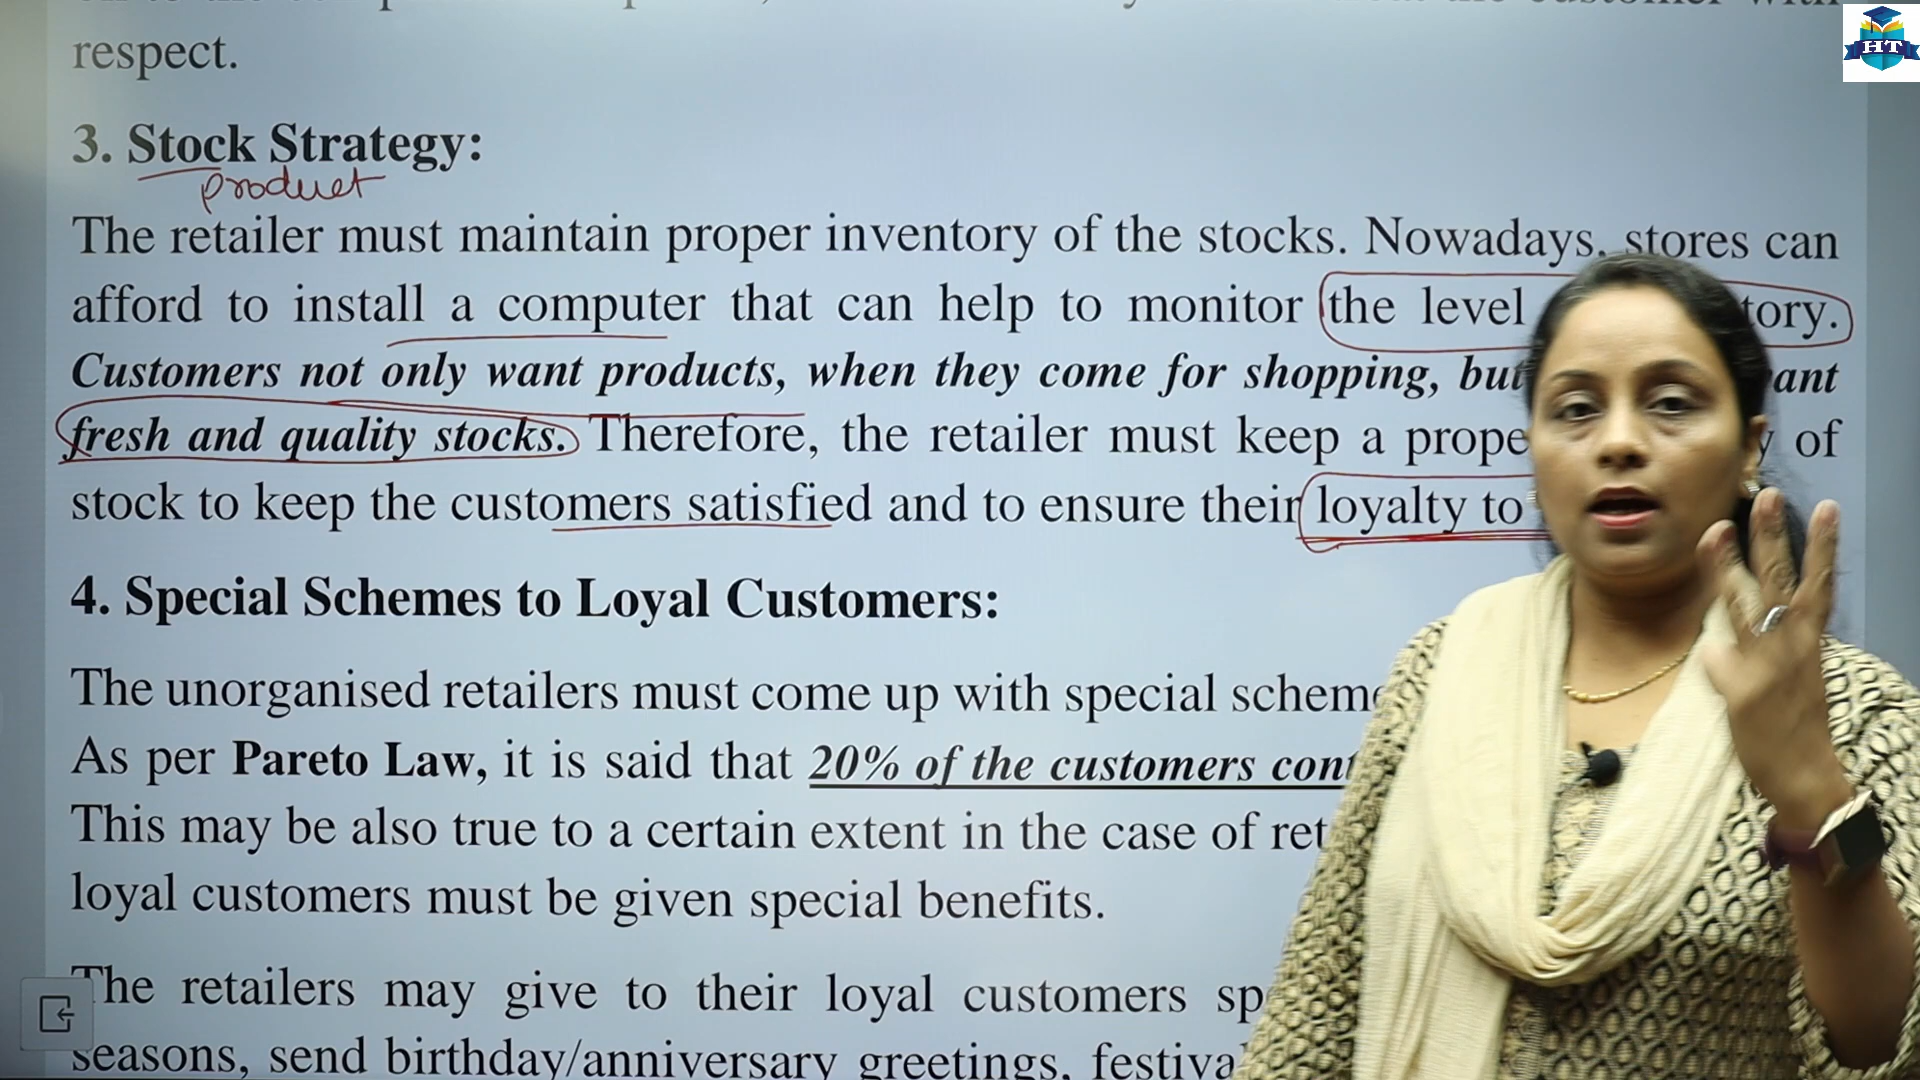 respect.
HT
3. Stock Strategy:
product
The retailer must maintain proper inventory of the stocks. Nowadays, stores can
afford to install a computer that can help to monitor the level tory.
Customers not only want products, when they come for shopping, but ant
fresh and quality stocks. Therefore, the retailer must keep a prope y of
stock to keep the customers satisfied and to ensure their loyalty to
4. Special Schemes to Loyal Customers:
The unorganised retailers must come up with special scheme
As per Pareto Law, it is said that 20% of the customers con
This may be also true to a certain extent in the case of ret
loyal customers must be given special benefits.
The retailers may give to their loyal customers sp
seasons, send birthday/anniversary greetings, festiva